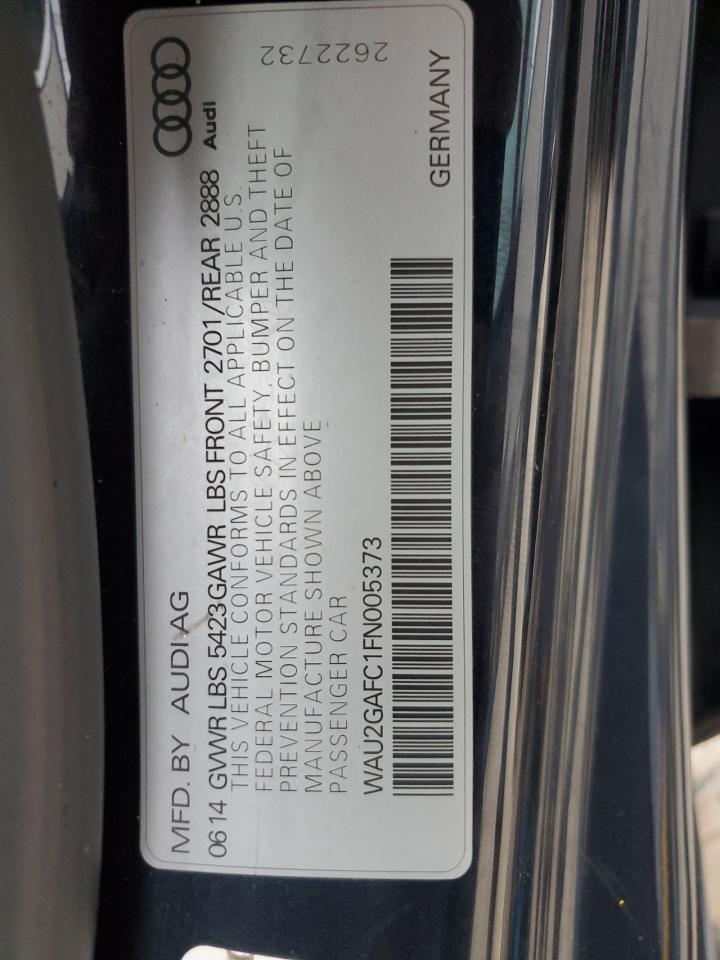 MFD. BY AUDI AG
0614 GVWR LBS 5423 GAWR LBS FRONT 2701/REAR 2888
THIS VEHICLE CONFORMS TO ALL APPLICABLE U.S.
FEDERAL MOTOR VEHICLE SAFETY, BUMPER AND THEFT
PREVENTION STANDARDS IN EFFECT ON THE DATE OF
MANUFACTURE SHOWN ABOVE
PASSENGER CAR
WAU2GAFC1FN005373
Audi
2622732
GERMANY